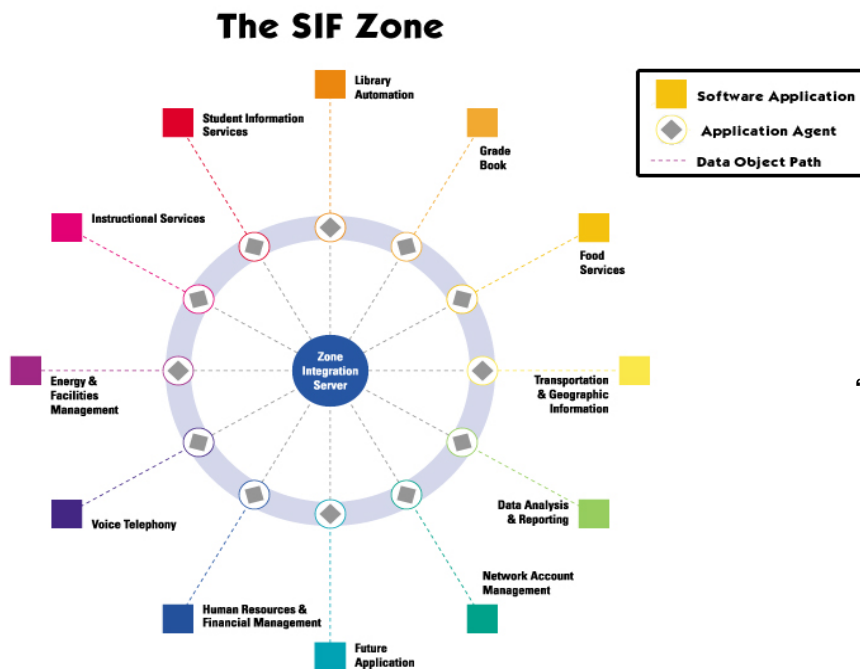 The SIF Zone
Library
Automation
Student Information
Services
Grade
Book
Software Application
Application Agent
Data Object Path
Instructional Services
Food
Services
Zone
Integration
Server
Energy &
Facilities
Management
Transportation
& Geographic
Information
Voice Telephony
Data Analysis
& Reporting
Human Resources &
Financial Management
Network Account
Management
Future
Application